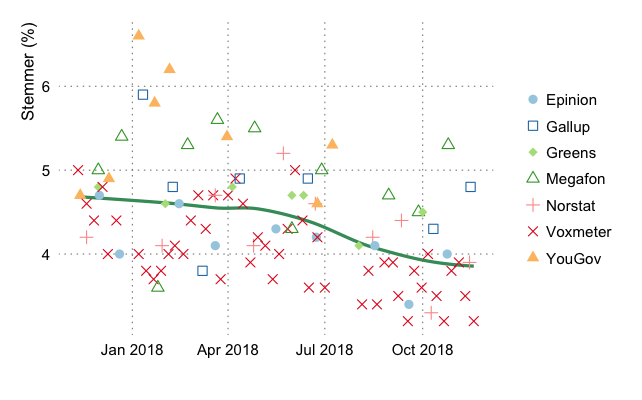 Stemmer (%)
6
5
4
Jan 2018
Apr 2018
Jul 2018
Oct 2018
Epinion
Gallup
Greens
Megafon
Norstat
Voxmeter
YouGov